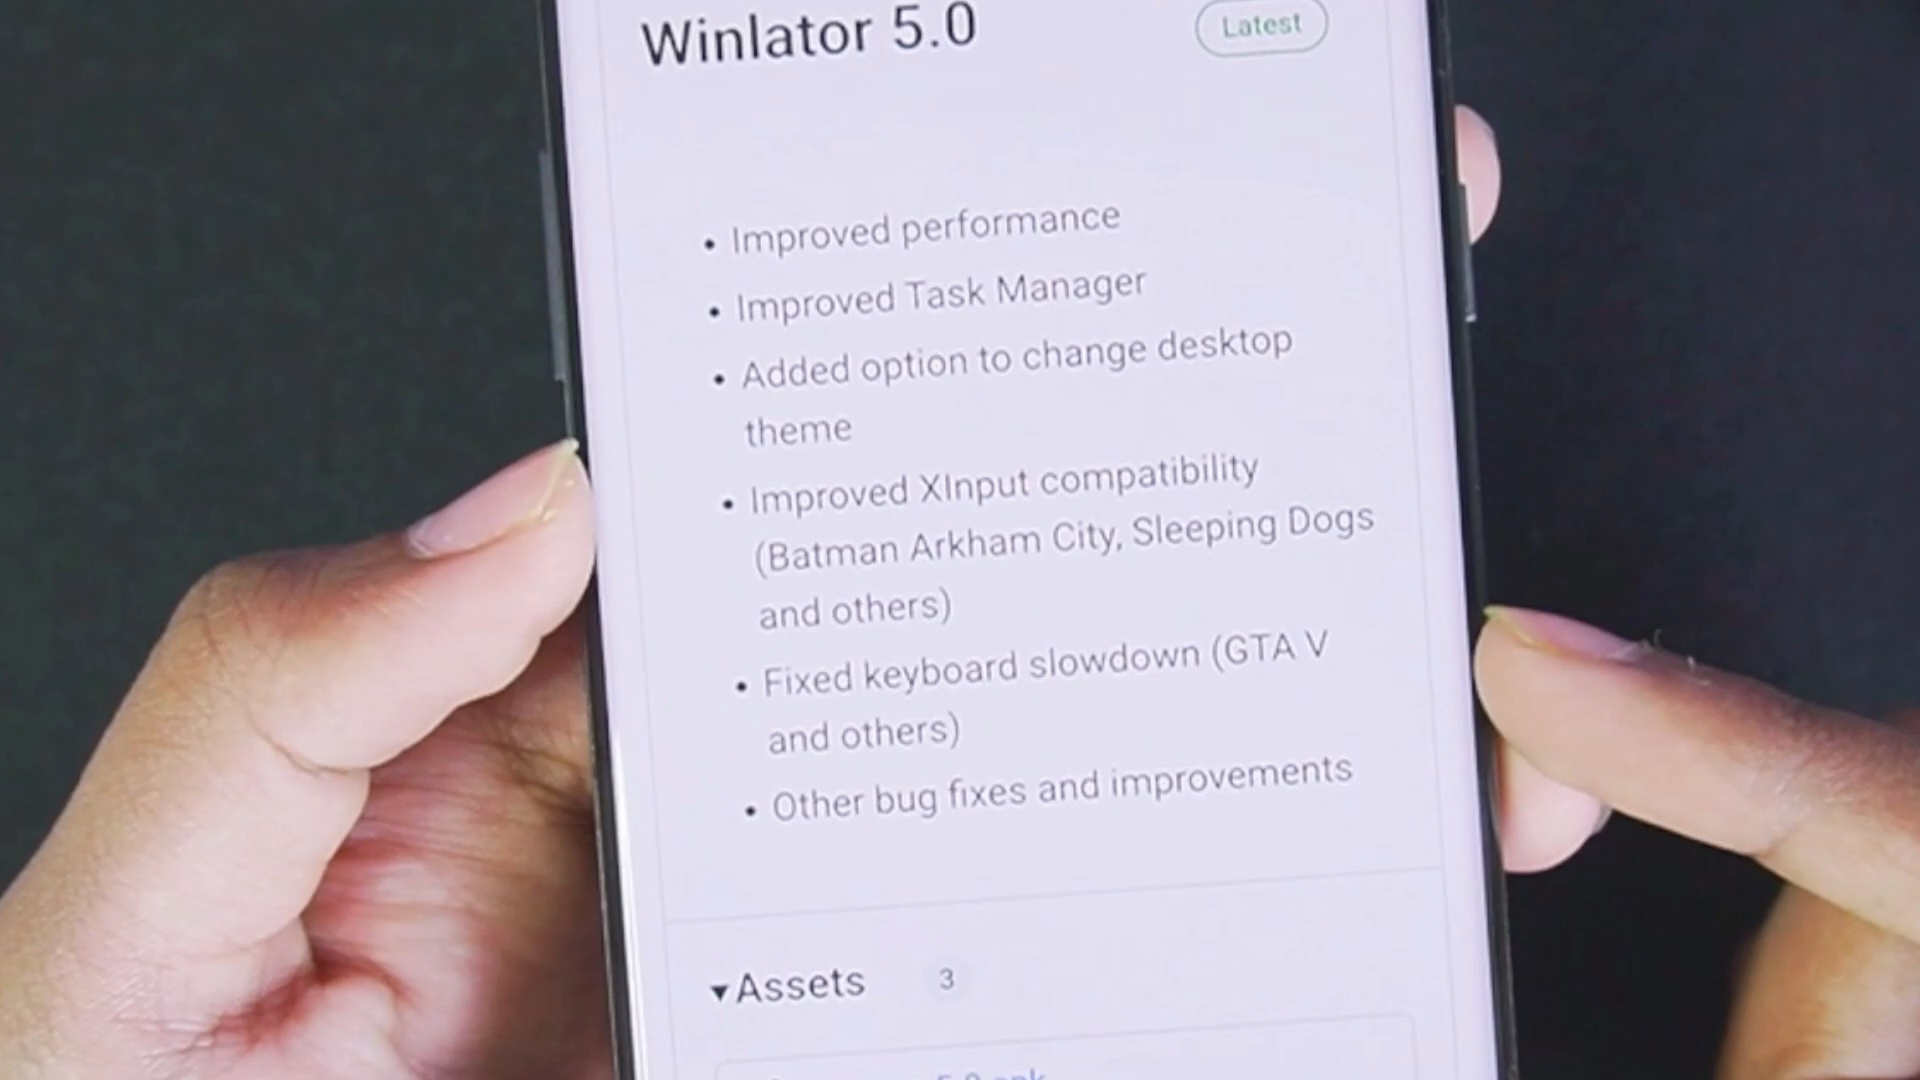 Winlator 5.0
Latest
• Improved performance
• Improved Task Manager
• Added option to change desktop
theme
• Improved XInput compatibility
(Batman Arkham City, Sleeping Dogs
and others)
• Fixed keyboard slowdown (GTA V
and others)
• Other bug fixes and improvements
▾Assets 3